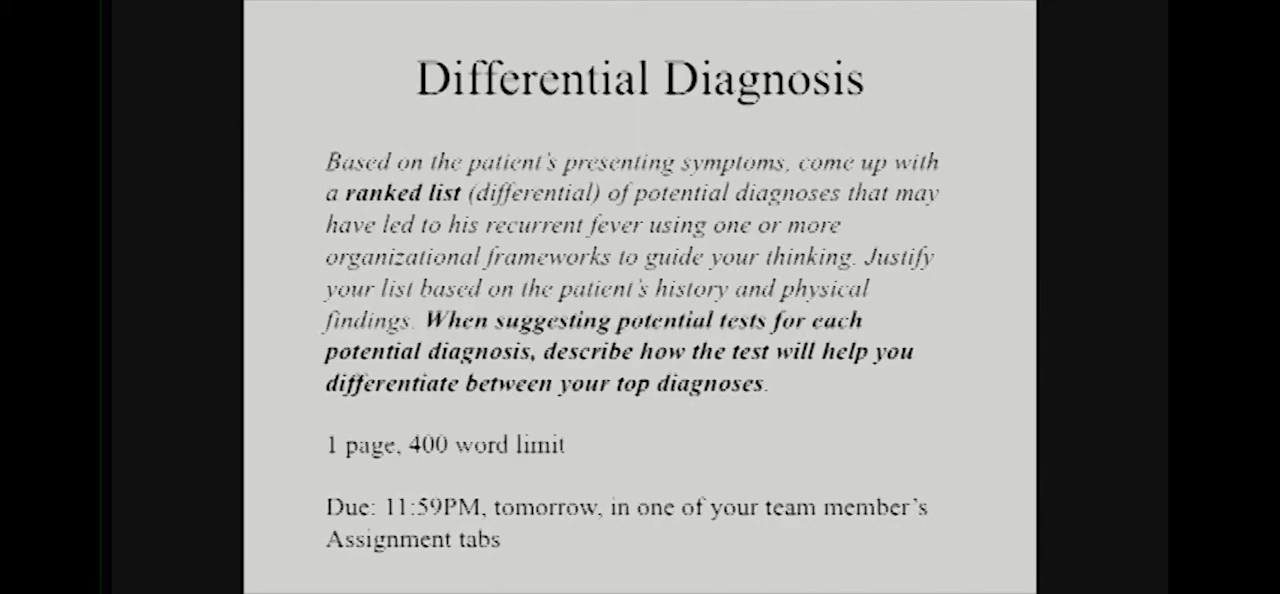 Differential Diagnosis
Based on the patient's presenting symptoms, come up with
a ranked list (differential) of potential diagnoses that may
have led to his recurrent fever using one or more
organizational frameworks to guide your thinking. Justify
your list based on the patient's history and physical
findings. When suggesting potential tests for each
potential diagnosis, describe how the test will help you
differentiate between your top diagnoses.
1 page, 400 word limit
Due: 11:59PM, tomorrow, in one of your team member's
Assignment tabs